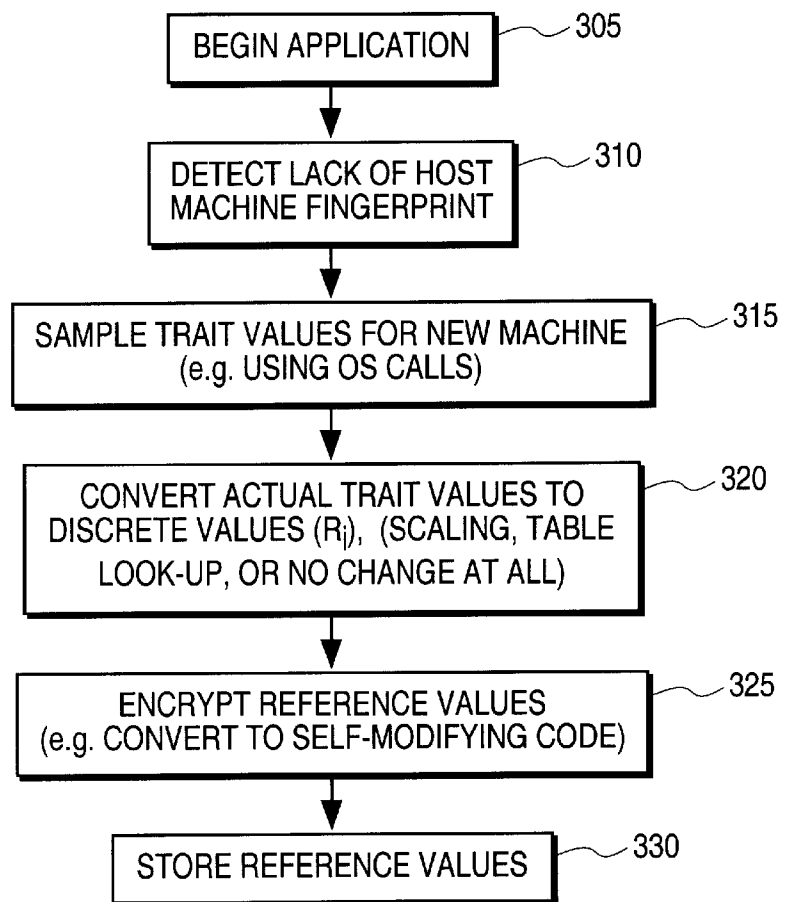 BEGIN APPLICATION
305
DETECT LACK OF HOST
MACHINE FINGERPRINT
310
SAMPLE TRAIT VALUES FOR NEW MACHINE
(e.g. USING OS CALLS)
315
CONVERT ACTUAL TRAIT VALUES TO
DISCRETE VALUES (Ri), (SCALING, TABLE
LOOK-UP, OR NO CHANGE AT ALL)
320
ENCRYPT REFERENCE VALUES
(e.g. CONVERT TO SELF-MODIFYING CODE)
325
STORE REFERENCE VALUES
330